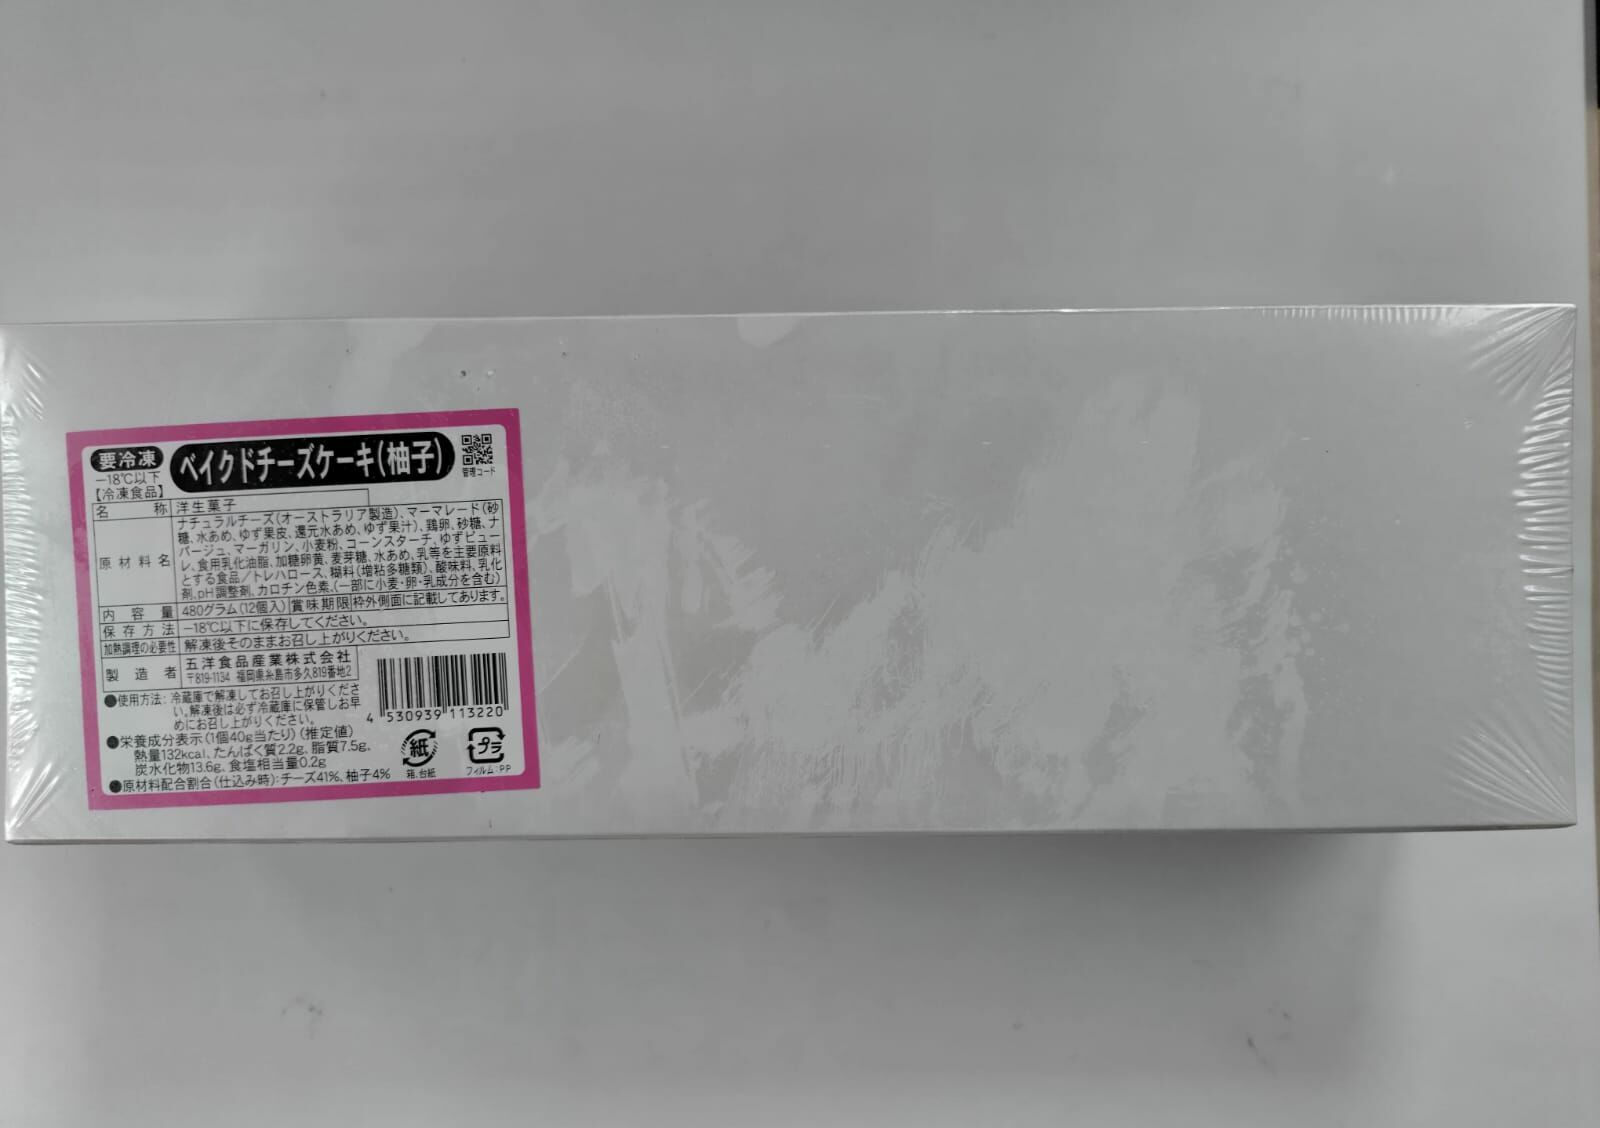 要冷凍
-18℃以下
【冷凍食品】
ベイクドチーズケーキ(柚子)
管理コード
名称 洋生菓子
原材料名 ナチュラルチーズ(オーストラリア製造)、マーマレード(砂
糖、水あめ、ゆず果皮、還元水あめ、ゆず果汁)、鶏卵、砂糖、ナ
パージュ、マーガリン、小麦粉、コーンスターチ、ゆずピュー
レ、食用乳化油脂、加糖卵黄、麦芽糖、水あめ、乳等を主要原料
とする食品/トレハロース、糊料(増粘多糖類)、酸味料、乳化
剤、pH調整剤、カロチン色素、(一部に小麦・卵・乳成分を含む)
内容量 480グラム(12個入) 賞味期限 枠外側面に記載してあります。
保存方法 -18℃以下に保存してください。
加熱調理の必要性 解凍後そのままお召し上がりください。
製造者 五洋食品産業株式会社
〒819-1134 福岡県糸島市多久819番地2
●使用方法:冷蔵庫で解凍してお召し上がりくださ
い。解凍後は必ず冷蔵庫に保管しお早
めにお召し上がりください。
4 530939 113220
●栄養成分表示(1個40g当たり)(推定値)
熱量132kcal、たんぱく質2.2g、脂質7.5g、
炭水化物13.6g、食塩相当量0.2g
●原材料配合割合(仕込み時):チーズ41%、柚子4%
紙
箱、台紙
プラ
フィルム:PP